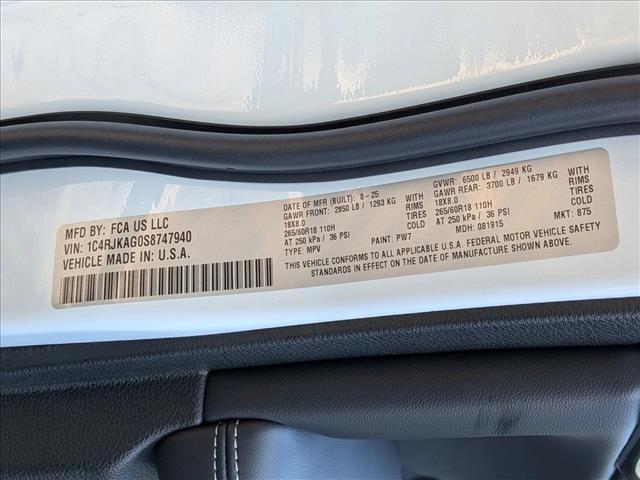 MFD BY: FCA US LLC
VIN: 1C4RJKAG0S8747940
VEHICLE MADE IN: U.S.A.
DATE OF MFR (BUILT): 8-25
GAWR FRONT: 2850 LB / 1293 KG WITH
18X8.0 RIMS
265/60R18 110H TIRES
AT 250 kPa / 36 PSI COLD
TYPE: MPV PAINT: PW7
GVWR: 6500 LB / 2949 KG
GAWR REAR: 3700 LB / 1679 KG WITH
18X8.0 RIMS
265/60R18 110H TIRES
AT 250 kPa / 36 PSI COLD
MDH: 081915 MKT: 875
THIS VEHICLE CONFORMS TO ALL APPLICABLE U.S.A. FEDERAL MOTOR VEHICLE SAFETY
STANDARDS IN EFFECT ON THE DATE OF MANUFACTURE SHOWN ABOVE.